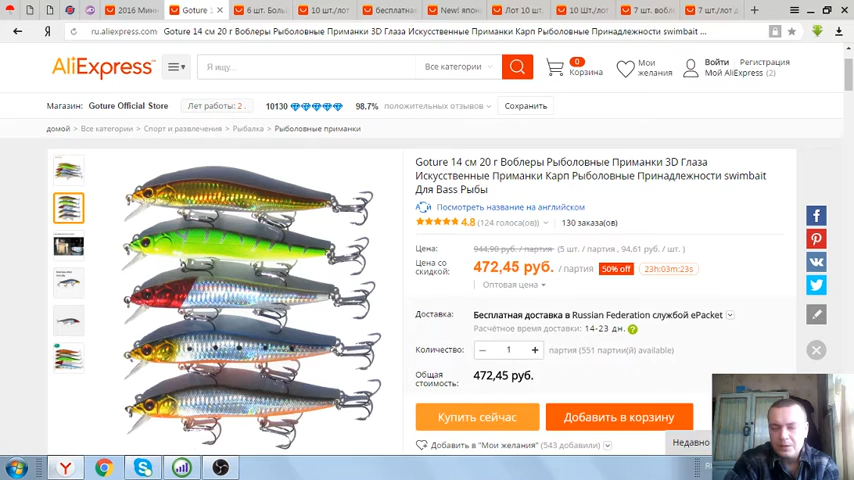 2016 Мин
Goture 1
6 шт. Боль
10 шт./лот
бесплатная
New! япон
Лот 10 шт.
10 Шт./лот
7 шт. вобле
7 шт./лот д
ru.aliexpress.com Goture 14 см 20 г Воблеры Рыболовные Приманки 3D Глаза Искусственные Приманки Карп Рыболовные Принадлежности swimbait ...
AliExpress
Я ищу...
Все категории
0
Корзина
Мои желания
Войти
Регистрация
Мой AliExpress (2)
Магазин: Goture Official Store
Лет работы: 2
10130
98.7% положительных отзывов
Сохранить
домой > Все категории > Спорт и развлечения > Рыбалка > Рыболовные приманки
Goture 14 см 20 г Воблеры Рыболовные Приманки 3D Глаза
Искусственные Приманки Карп Рыболовные Принадлежности swimbait
Для Bass Рыбы
Посмотреть название на английском
4.8 (124 голоса(ов)) 130 заказа(ов)
Цена: 944,90 руб. / партия (5 шт. / партия , 94,61 руб. / шт. )
Цена со скидкой: 472,45 руб. / партия 50% off 23h:03m:23s
Оптовая цена
Доставка: Бесплатная доставка в Russian Federation службой ePacket
Расчётное время доставки: 14-23 дн.
Количество: – 1 + партия (551 партии(й) available)
Общая стоимость: 472,45 руб.
Купить сейчас
Добавить в корзину
Добавить в "Мои желания" (543 добавили)
Недавно